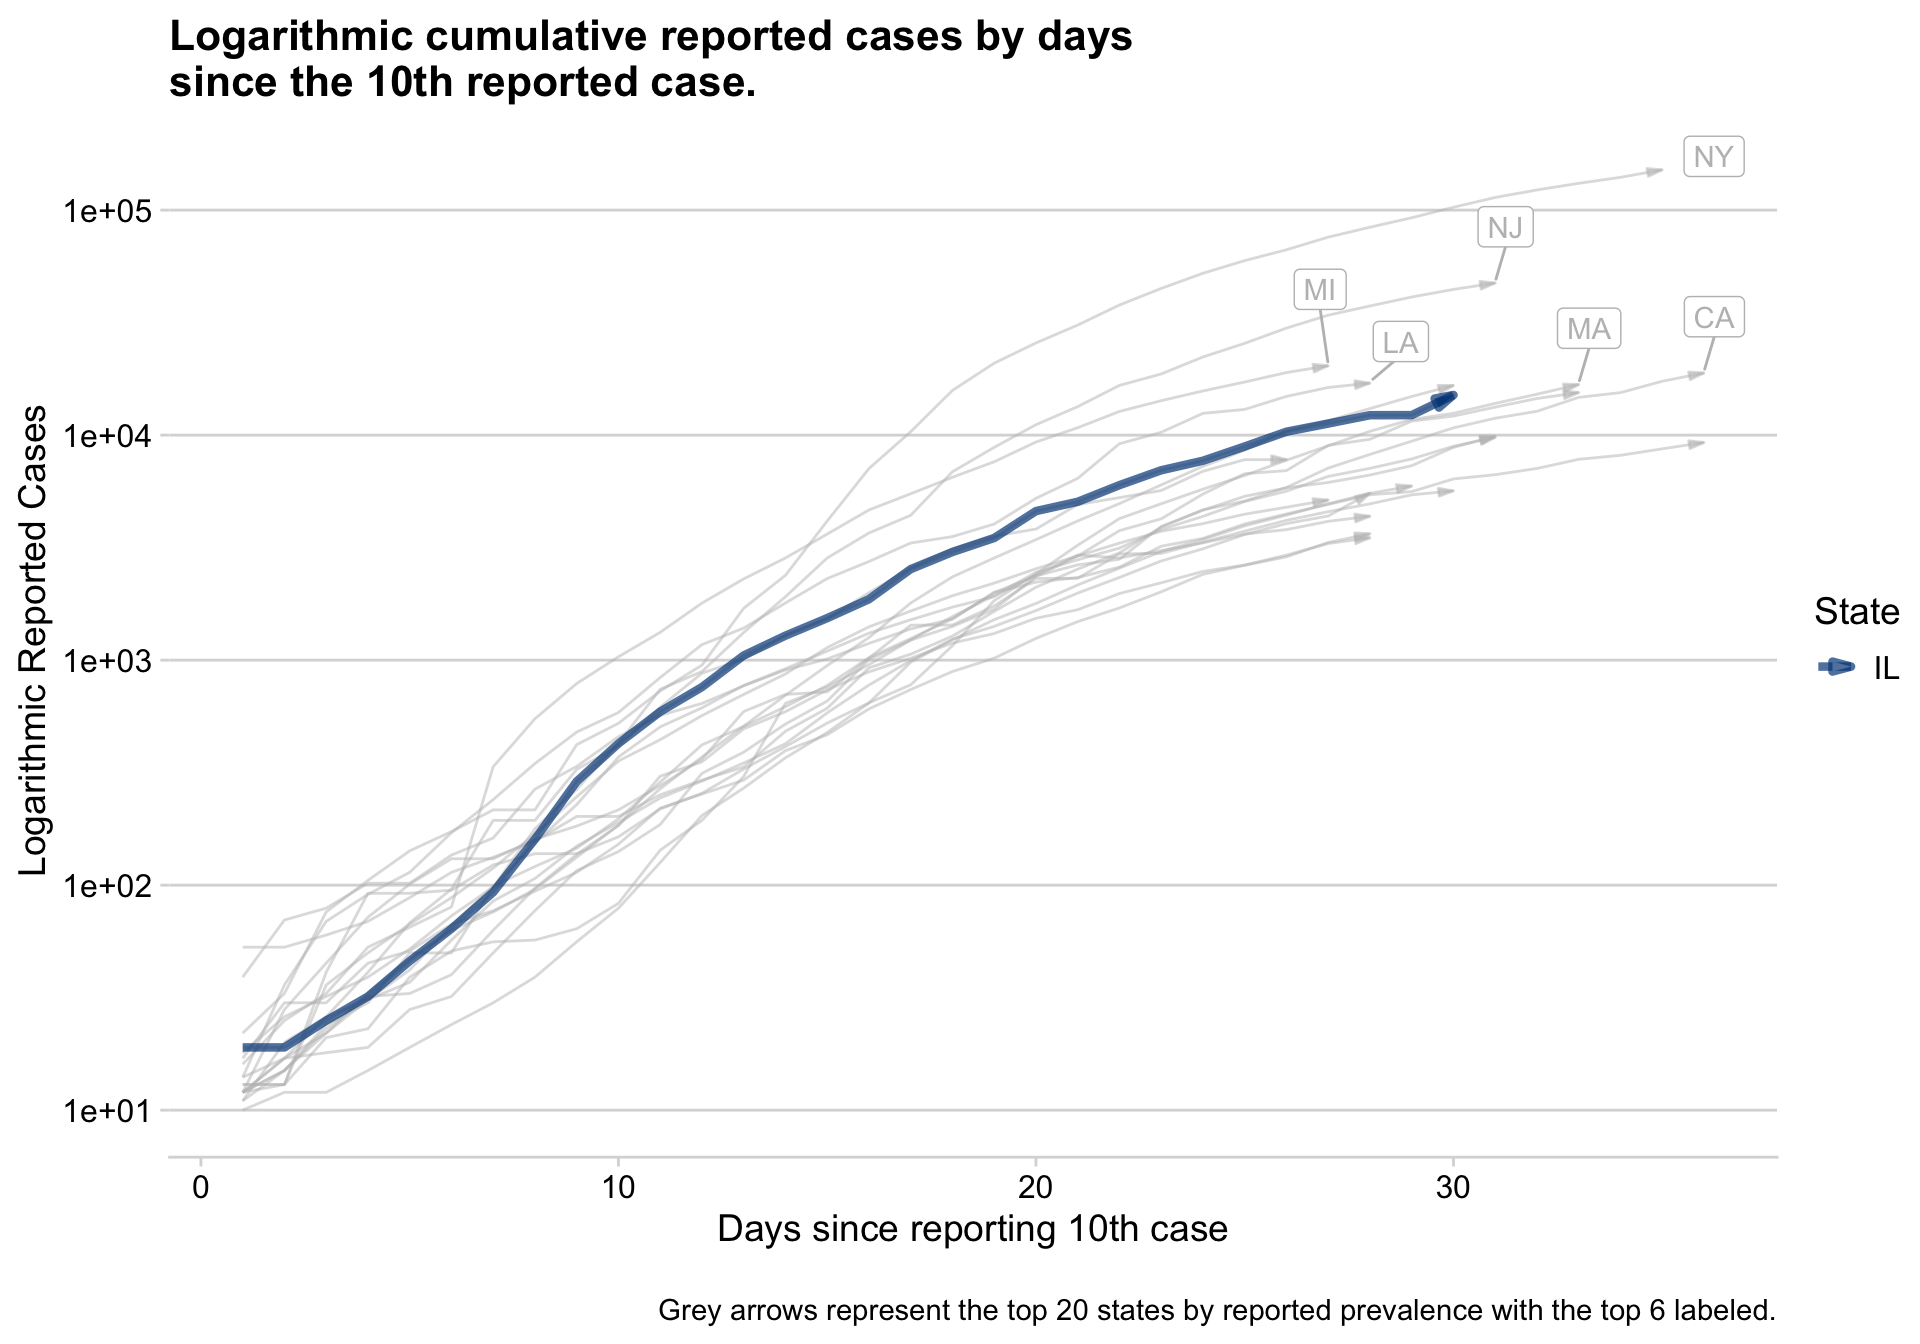 Logarithmic cumulative reported cases by days
since the 10th reported case.
NY
1e+05
NJ
MI
CA
MA
LA
1e+04
Logarithmic Reported Cases
State
IL
1e+03
1e+02
1e+01
0 10 20 30
Days since reporting 10th case
Grey arrows represent the top 20 states by reported prevalence with the top 6 labeled.